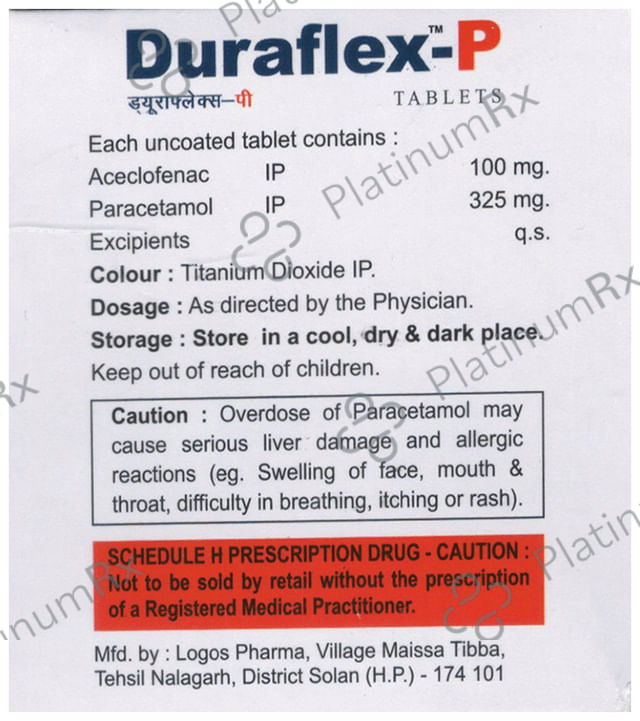 Duraflex™-P
ड्यूराफ्लेक्स–पी TABLETS
Each uncoated tablet contains :
Aceclofenac IP 100 mg.
Paracetamol IP 325 mg.
Excipients q.s.
Colour : Titanium Dioxide IP.
Dosage : As directed by the Physician.
Storage : Store in a cool, dry & dark place.
Keep out of reach of children.
Caution : Overdose of Paracetamol may
cause serious liver damage and allergic
reactions (eg. Swelling of face, mouth &
throat, difficulty in breathing, itching or rash).
SCHEDULE H PRESCRIPTION DRUG - CAUTION :
Not to be sold by retail without the prescription
of a Registered Medical Practitioner.
Mfd. by : Logos Pharma, Village Maissa Tibba,
Tehsil Nalagarh, District Solan (H.P.) - 174 101
PlatinumRx
PlatinumRx